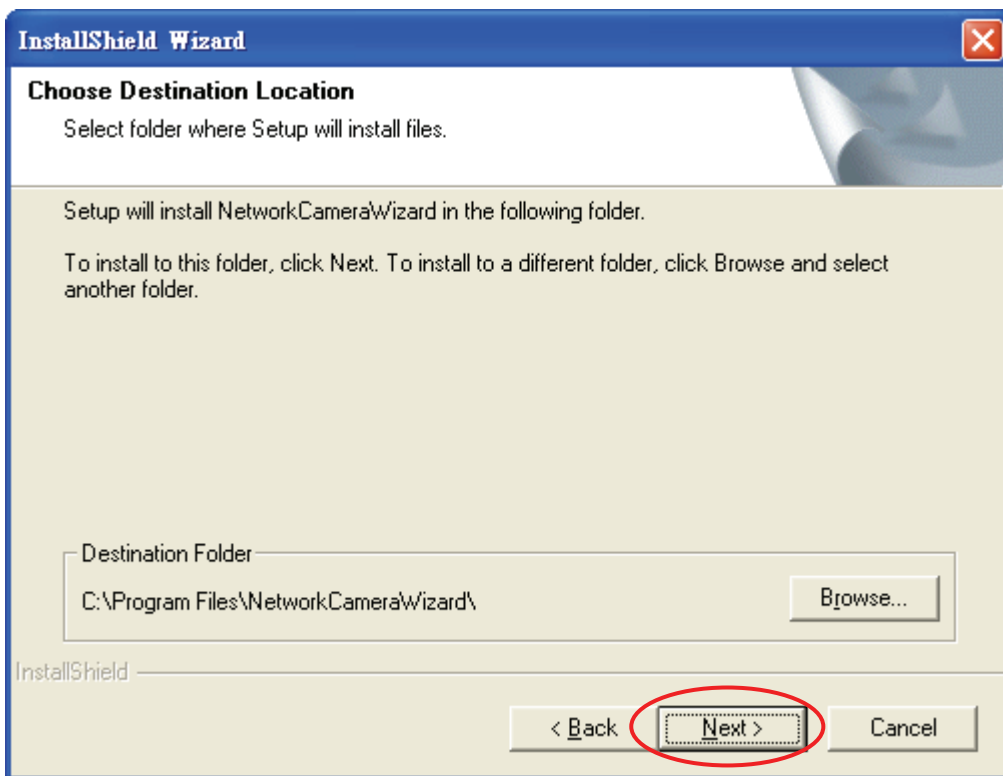 InstallShield Wizard
Choose Destination Location
Select folder where Setup will install files.
Setup will install NetworkCameraWizard in the following folder.
To install to this folder, click Next. To install to a different folder, click Browse and select
another folder.
Destination Folder
C:\Program Files\NetworkCameraWizard\
Browse...
InstallShield
< Back
Next >
Cancel